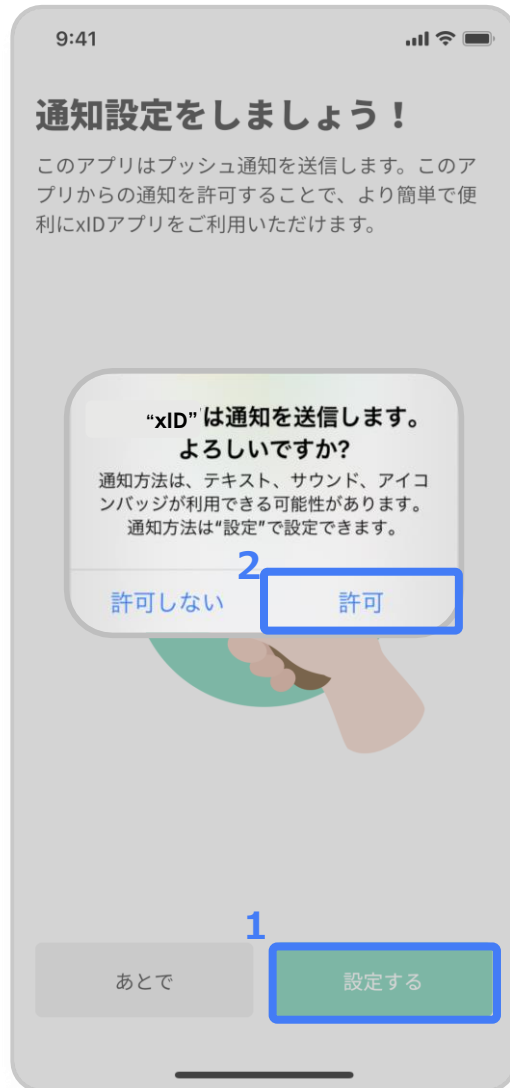 9:41
通知設定をしましょう！
このアプリはプッシュ通知を送信します。このア
プリからの通知を許可することで、より簡単で便
利にxIDアプリをご利用いただけます。
“xID”は通知を送信します。
よろしいですか?
通知方法は、テキスト、サウンド、アイコ
ンバッジが利用できる可能性があります。
通知方法は“設定”で設定できます。
2
許可しない
許可
1
あとで
設定する